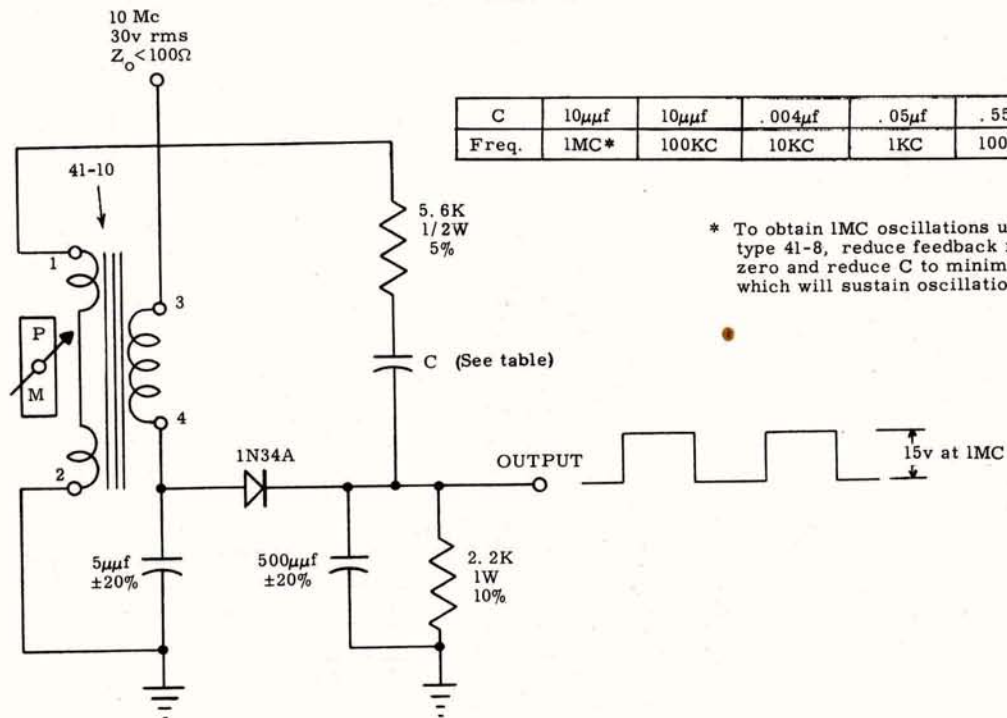 10 Mc
30v rms
Zo<100Ω
C 10μμf 10μμf .004μf .05μf .55
Freq. 1MC* 100KC 10KC 1KC 100
41-10
5.6K
1/2W
5%
* To obtain 1MC oscillations u
type 41-8, reduce feedback
zero and reduce C to minim
which will sustain oscillatio
1
3
P
M
C (See table)
4
2
1N34A
OUTPUT
15v at 1MC
5μμf
±20%
500μμf
±20%
2.2K
1W
10%